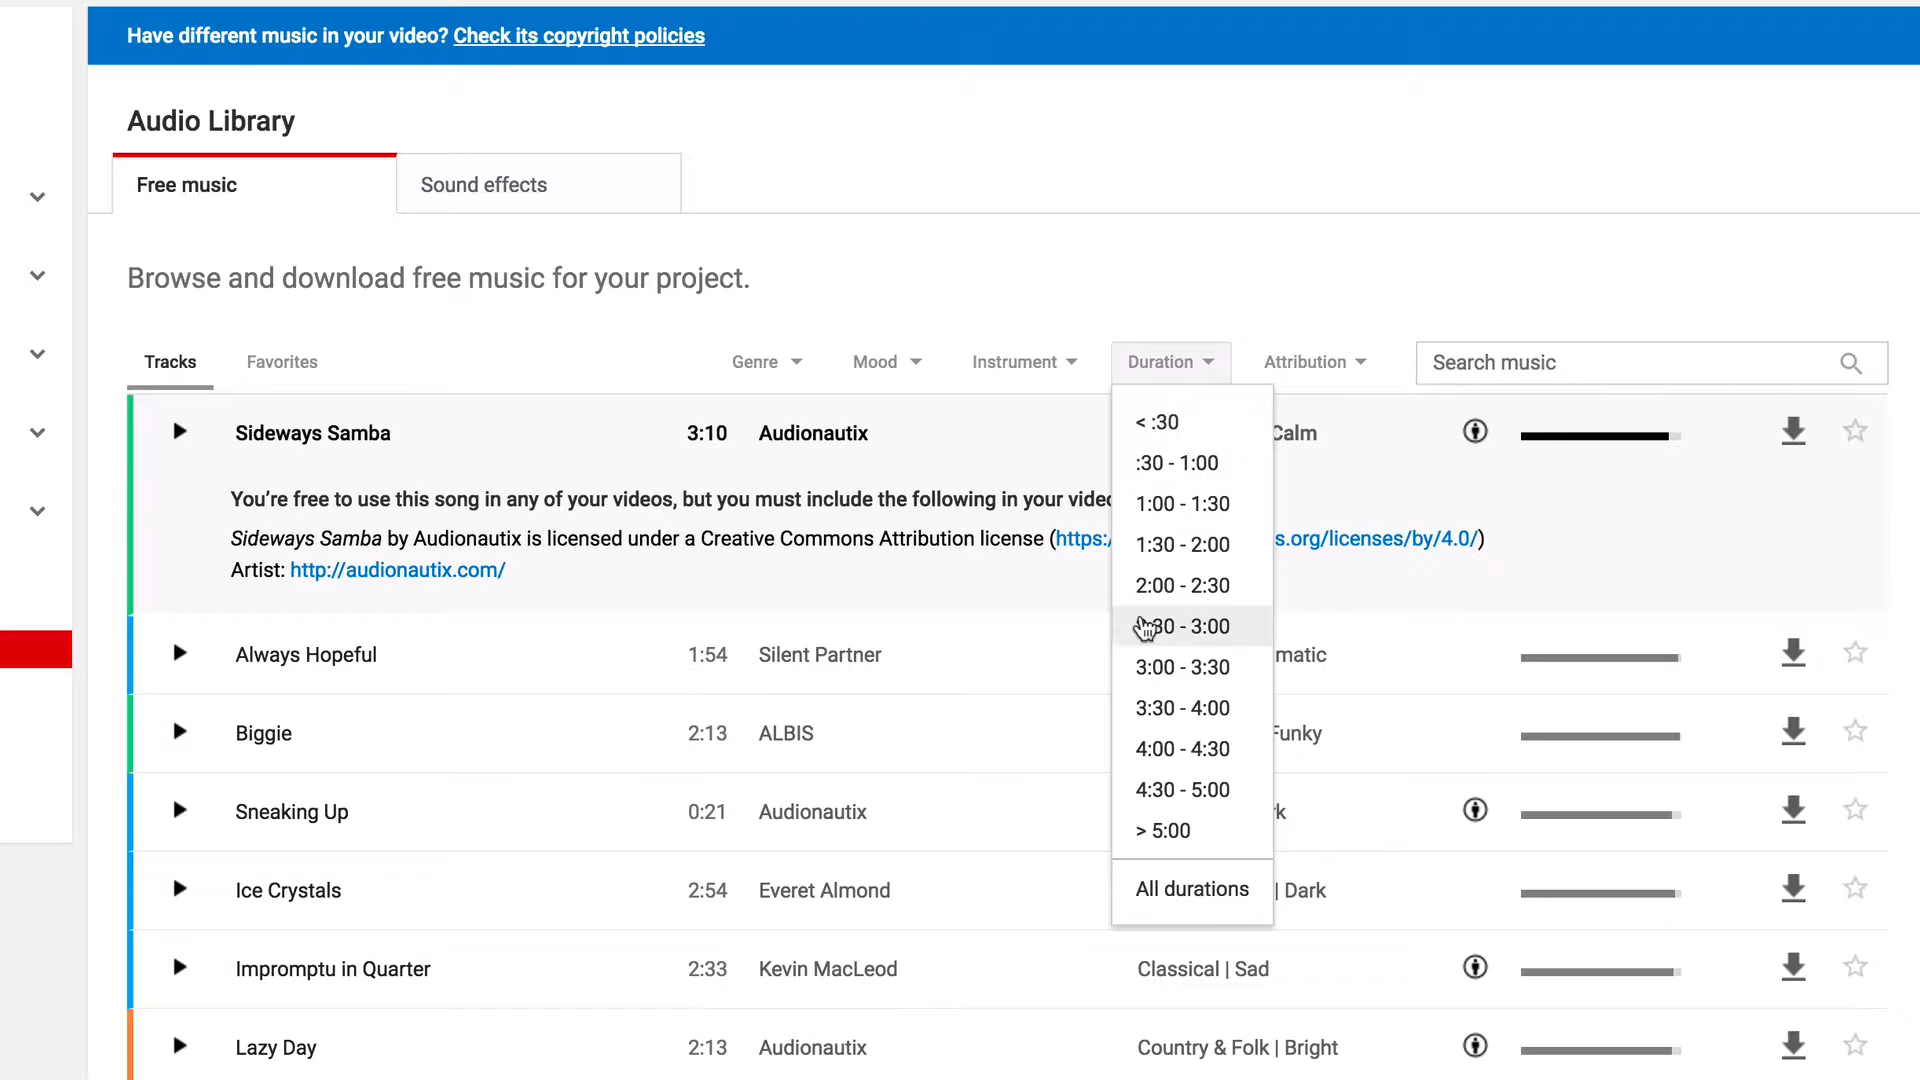 Have different music in your video? Check its copyright policies
Audio Library
Free music
Sound effects
Browse and download free music for your project.
Tracks
Favorites
Genre
Mood
Instrument
Duration
Attribution
Search music
< :30
:30 - 1:00
1:00 - 1:30
1:30 - 2:00
2:00 - 2:30
:30 - 3:00
3:00 - 3:30
3:30 - 4:00
4:00 - 4:30
4:30 - 5:00
> 5:00
All durations
Sideways Samba 3:10 Audionautix Calm
You're free to use this song in any of your videos, but you must include the following in your video
Sideways Samba by Audionautix is licensed under a Creative Commons Attribution license (https:/ s.org/licenses/by/4.0/)
Artist: http://audionautix.com/
Always Hopeful 1:54 Silent Partner matic
Biggie 2:13 ALBIS Funky
Sneaking Up 0:21 Audionautix rk
Ice Crystals 2:54 Everet Almond | Dark
Impromptu in Quarter 2:33 Kevin MacLeod Classical | Sad
Lazy Day 2:13 Audionautix Country & Folk | Bright